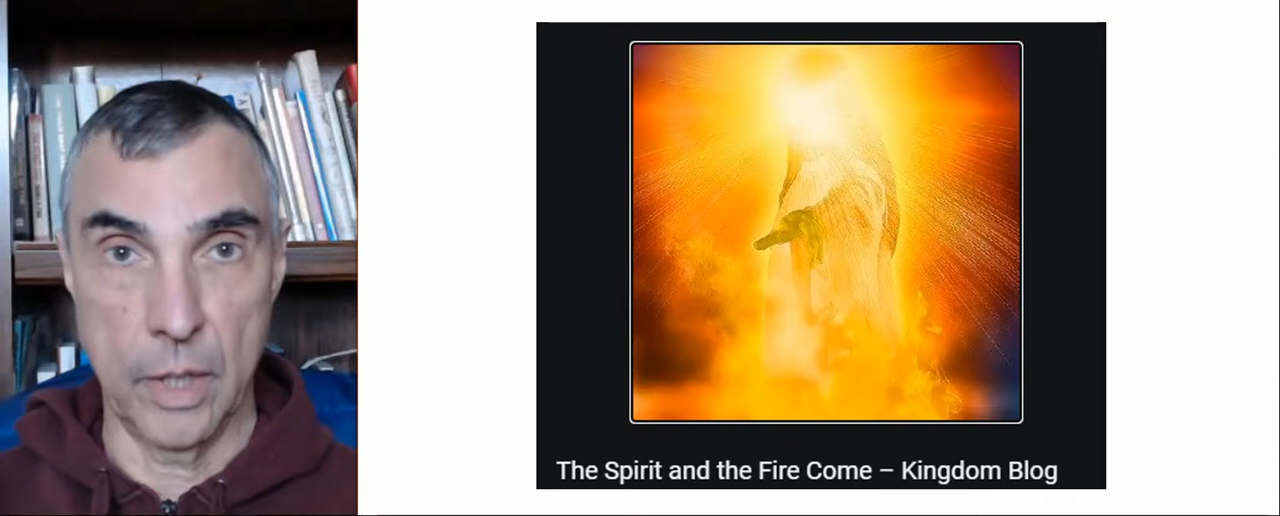 The Spirit and the Fire Come – Kingdom Blog